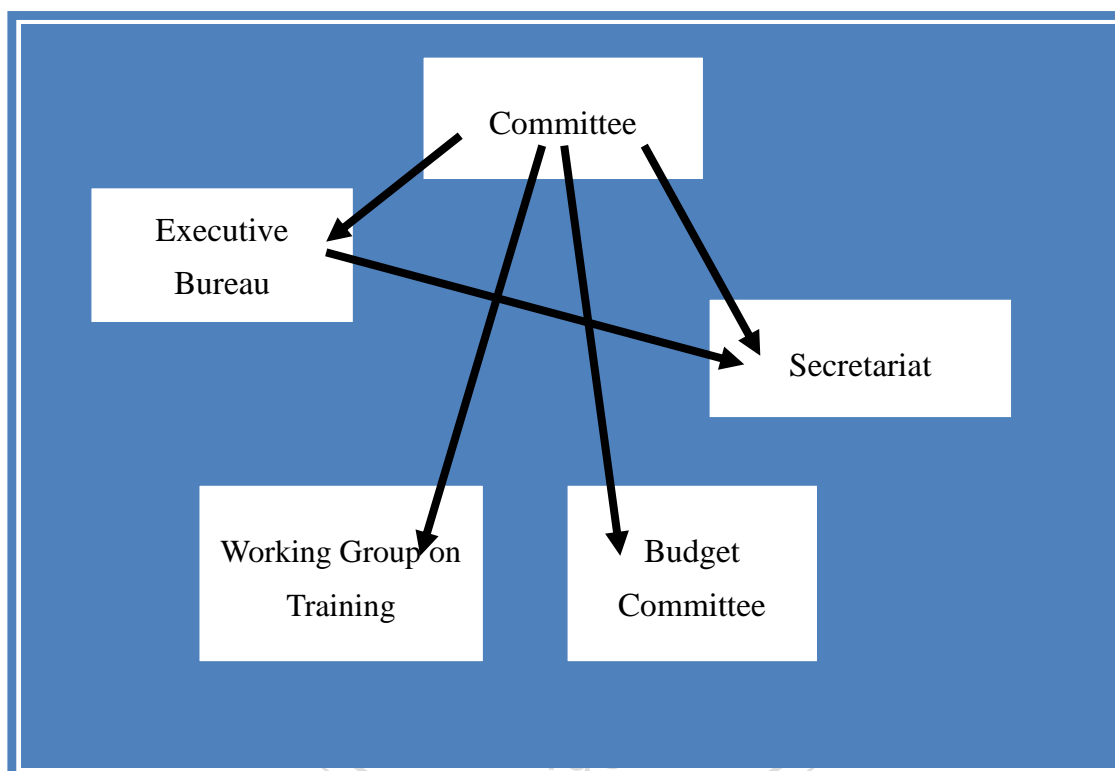 Committee
Executive
Bureau
Secretariat
Working Group on
Training
Budget
Committee